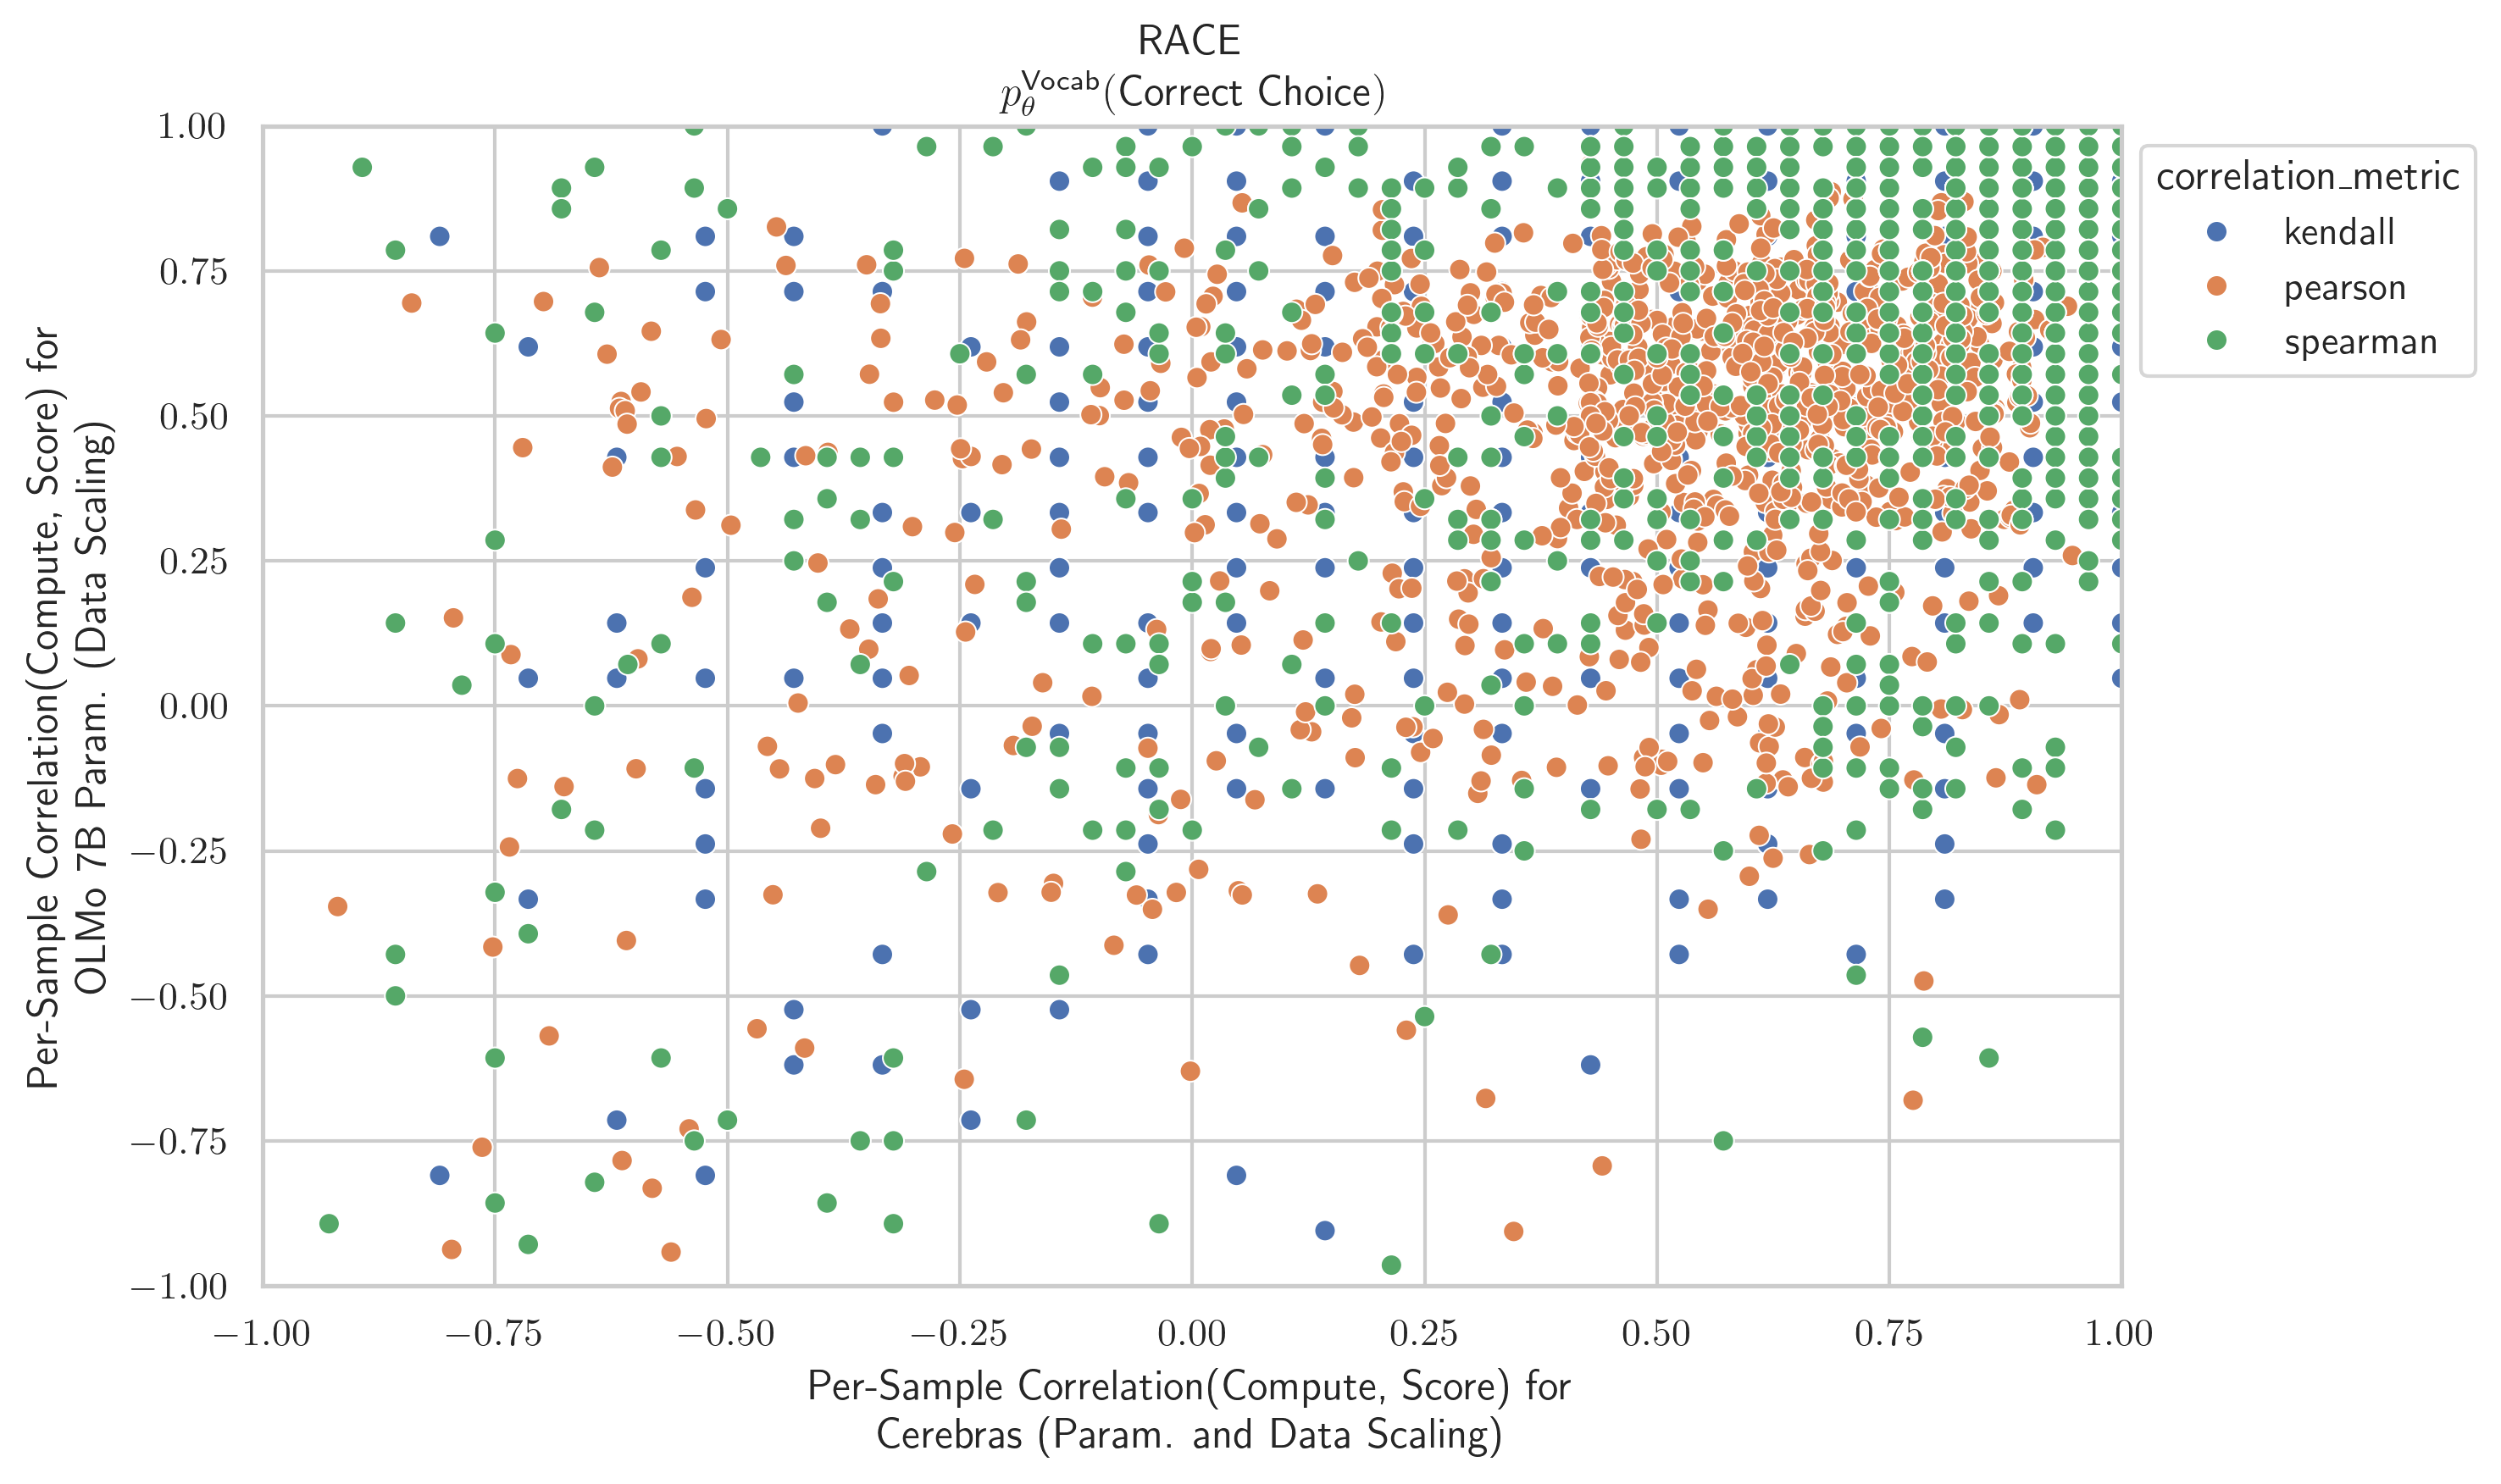 RACE
p_θ^Vocab(Correct Choice)
1.00
0.75
0.50
0.25
0.00
−0.25
−0.50
−0.75
−1.00
Per-Sample Correlation(Compute, Score) for
OLMo 7B Param. (Data Scaling)
−1.00 −0.75 −0.50 −0.25 0.00 0.25 0.50 0.75 1.00
Per-Sample Correlation(Compute, Score) for
Cerebras (Param. and Data Scaling)
correlation_metric
kendall
pearson
spearman